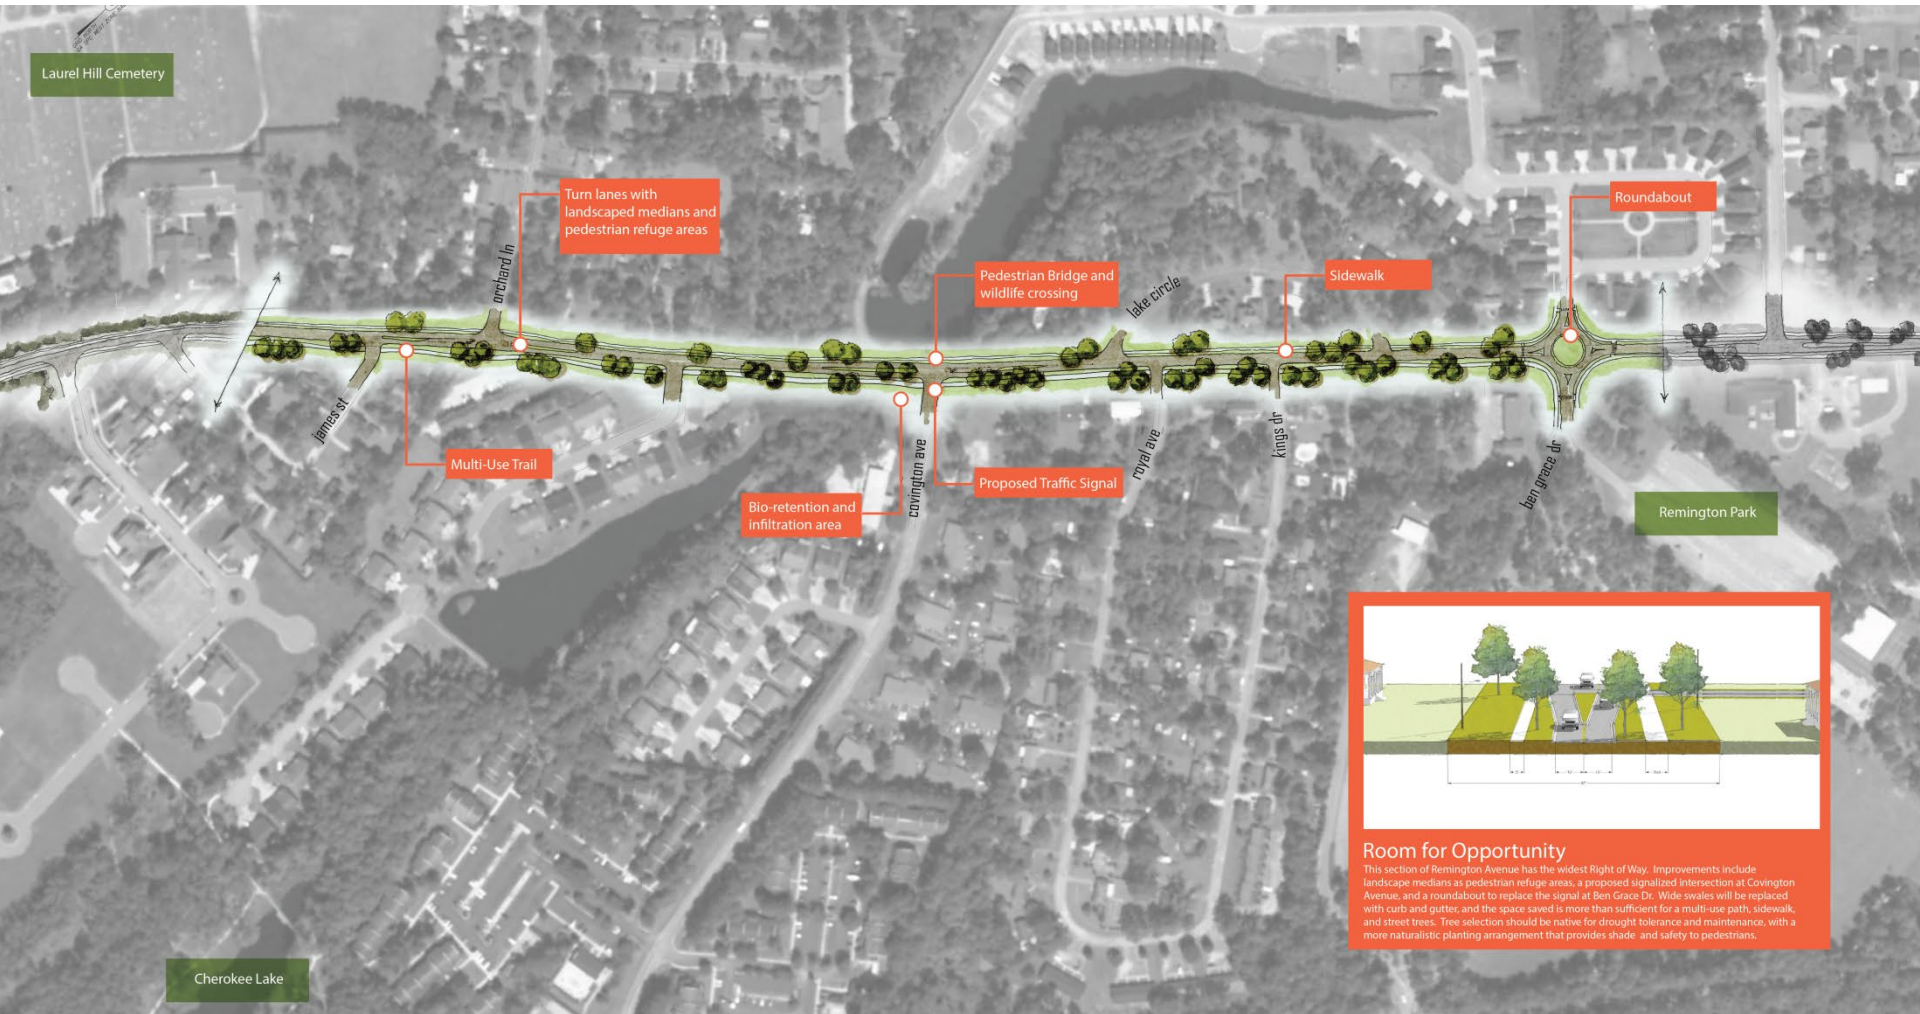 Laurel Hill Cemetery
Turn lanes with
landscaped medians and
pedestrian refuge areas
Roundabout
orchard ln
Pedestrian Bridge and
wildlife crossing
Sidewalk
lake circle
james st
Multi-Use Trail
covington ave
Proposed Traffic Signal
royal ave
kings dr
ben grace dr
Bio-retention and
infiltration area
Remington Park
Room for Opportunity
This section of Remington Avenue has the widest Right of Way. Improvements include
landscape medians as pedestrian refuge areas, a proposed signalized intersection at Covington
Avenue, and a roundabout to replace the signal at Ben Grace Dr. Wide swales will be replaced
with curb and gutter, and the space saved is more than sufficient for a multi-use path, sidewalk,
and street trees. Tree selection should be native for drought tolerance and maintenance, with a
more naturalistic planting arrangement that provides shade and safety to pedestrians.
Cherokee Lake